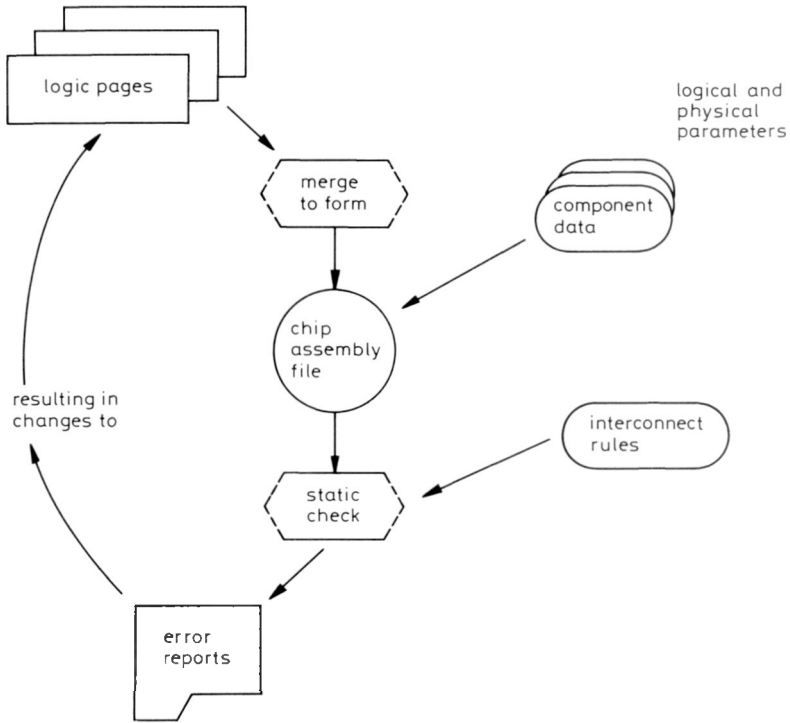 logic pages
logical and
physical
parameters
merge
to form
component
data
chip
assembly
file
resulting in
changes to
interconnect
rules
static
check
error
reports